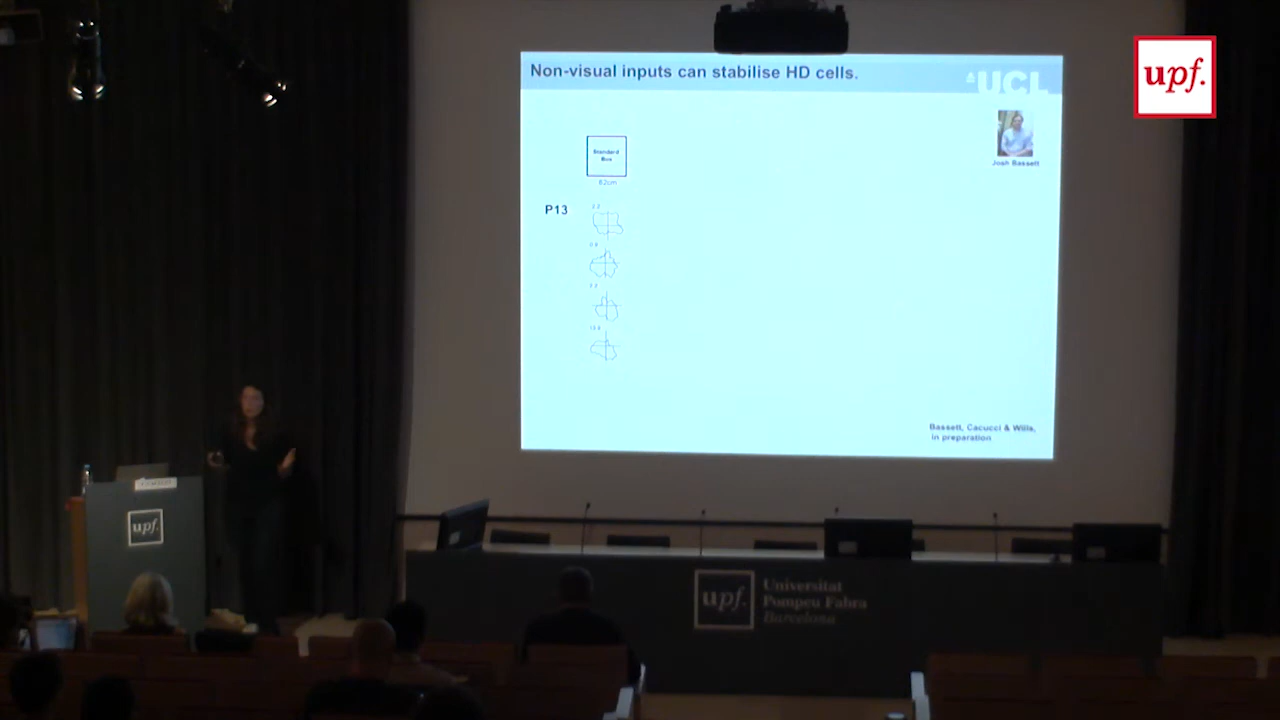 Non-visual inputs can stabilise HD cells.
UCL
upf.
Josh Bassett
Standard
Box
62cm
P13
Bassett, Cacucci & Wills,
in preparation
upf.
upf.
Universitat
Pompeu Fabra
Barcelona